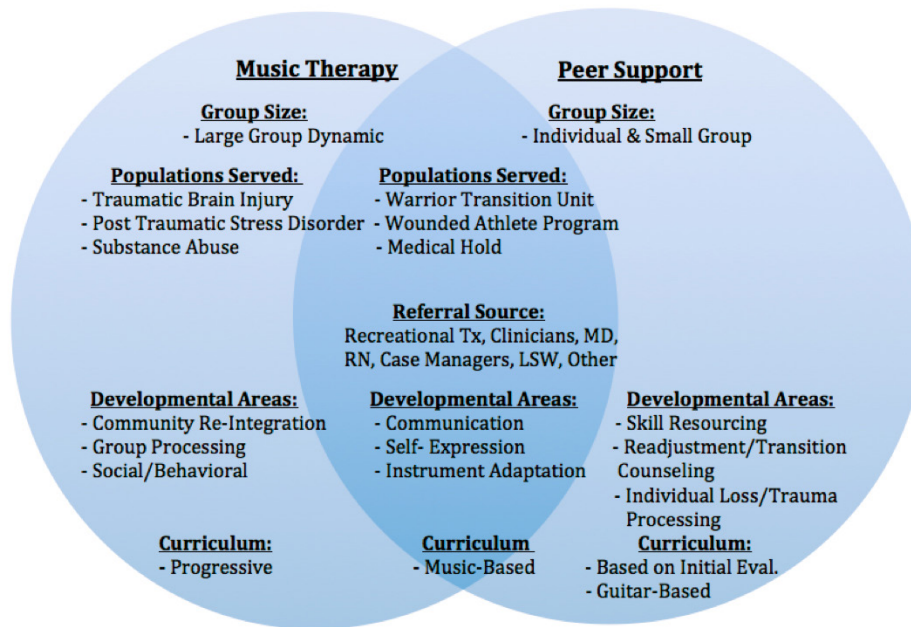 Music Therapy
Group Size:
- Large Group Dynamic
Populations Served:
- Traumatic Brain Injury
- Post Traumatic Stress Disorder
- Substance Abuse
Developmental Areas:
- Community Re-Integration
- Group Processing
- Social/Behavioral
Curriculum:
- Progressive
Populations Served:
- Warrior Transition Unit
- Wounded Athlete Program
- Medical Hold
Referral Source:
Recreational Tx, Clinicians, MD,
RN, Case Managers, LSW, Other
Developmental Areas:
- Communication
- Self- Expression
- Instrument Adaptation
Curriculum
- Music-Based
Peer Support
Group Size:
- Individual & Small Group
Developmental Areas:
- Skill Resourcing
- Readjustment/Transition
Counseling
- Individual Loss/Trauma
Processing
Curriculum:
- Based on Initial Eval.
- Guitar-Based